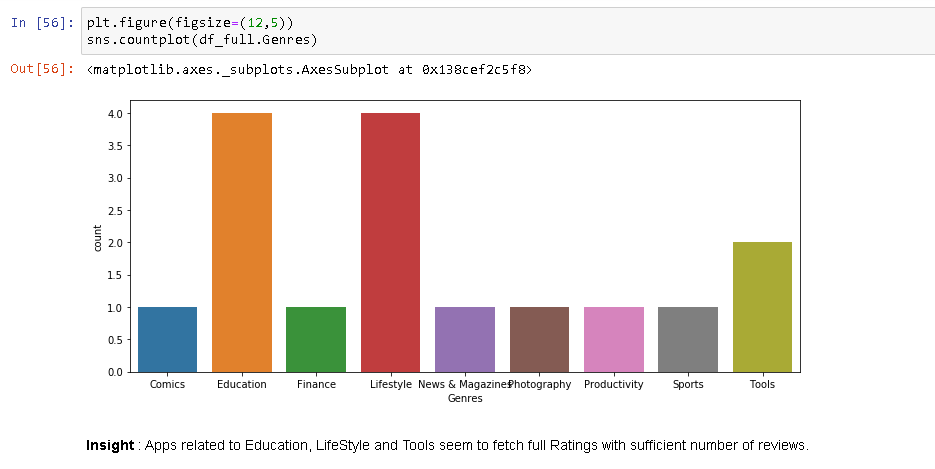 In [56]: plt.figure(figsize=(12,5))
sns.countplot(df_full.Genres)
Out[56]: <matplotlib.axes._subplots.AxesSubplot at 0x138cef2c5f8>
4.0
3.5
3.0
2.5
2.0
1.5
1.0
0.5
0.0
count
Comics Education Finance Lifestyle News & Magazines Photography Productivity Sports Tools
Genres
Insight : Apps related to Education, LifeStyle and Tools seem to fetch full Ratings with sufficient number of reviews.